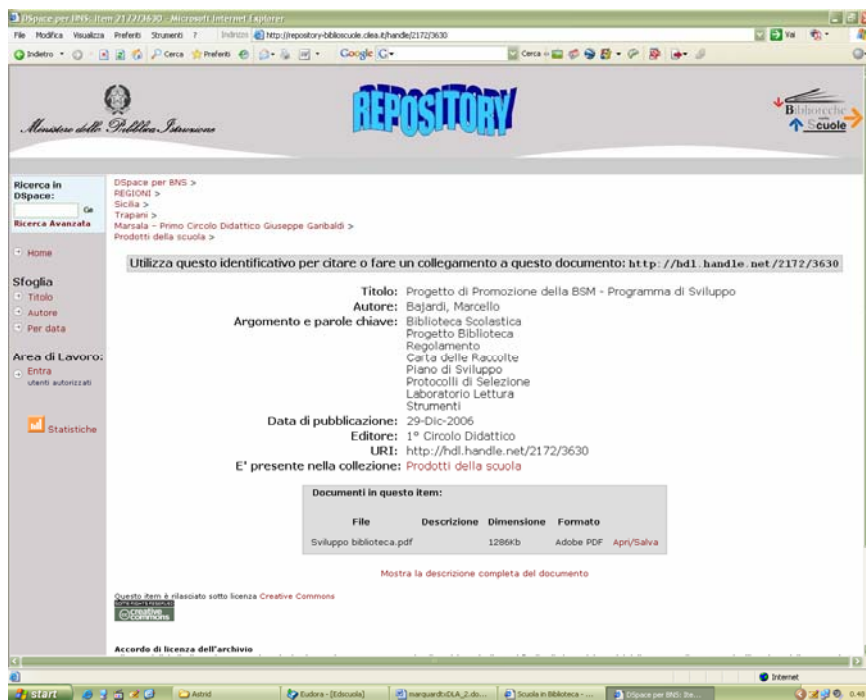 DSpace per BNS: Item 2172/3630 - Microsoft Internet Explorer
File Modifica Visualizza Preferiti Strumenti ? Indirizzo http://repository-biblioscuole.cilea.it/handle/2172/3630 Vai
Indietro Cerca Preferiti Google Cerca
Ministero della Pubblica Istruzione
REPOSITORY
Biblioteche
Scuole
Ricerca in
DSpace:
Go
Ricerca Avanzata
Home
Sfoglia
Titolo
Autore
Per data
Area di Lavoro:
Entra
utenti autorizzati
Statistiche
DSpace per BNS >
REGIONI >
Sicilia >
Trapani >
Marsala - Primo Circolo Didattico Giuseppe Garibaldi >
Prodotti della scuola >
Utilizza questo identificativo per citare o fare un collegamento a questo documento: http://hdl.handle.net/2172/3630
Titolo: Progetto di Promozione della BSM - Programma di Sviluppo
Autore: Bajardi, Marcello
Argomento e parole chiave: Biblioteca Scolastica
Progetto Biblioteca
Regolamento
Carta delle Raccolte
Piano di Sviluppo
Protocolli di Selezione
Laboratorio Lettura
Strumenti
Data di pubblicazione: 29-Dic-2006
Editore: 1° Circolo Didattico
URI: http://hdl.handle.net/2172/3630
E' presente nella collezione: Prodotti della scuola
Documenti in questo item:
File Descrizione Dimensione Formato
Sviluppo biblioteca.pdf 1286Kb Adobe PDF Apri/Salva
Mostra la descrizione completa del documento
Questo item è rilasciato sotto licenza Creative Commons
SOME RIGHTS RESERVED
creative commons
Accordo di licenza dell'archivio
Internet
start Astrid Eudora - [Edscuola] marquardtxCILA_2.do... Scuola in Biblioteca - ... DSpace per BNS: Ite...